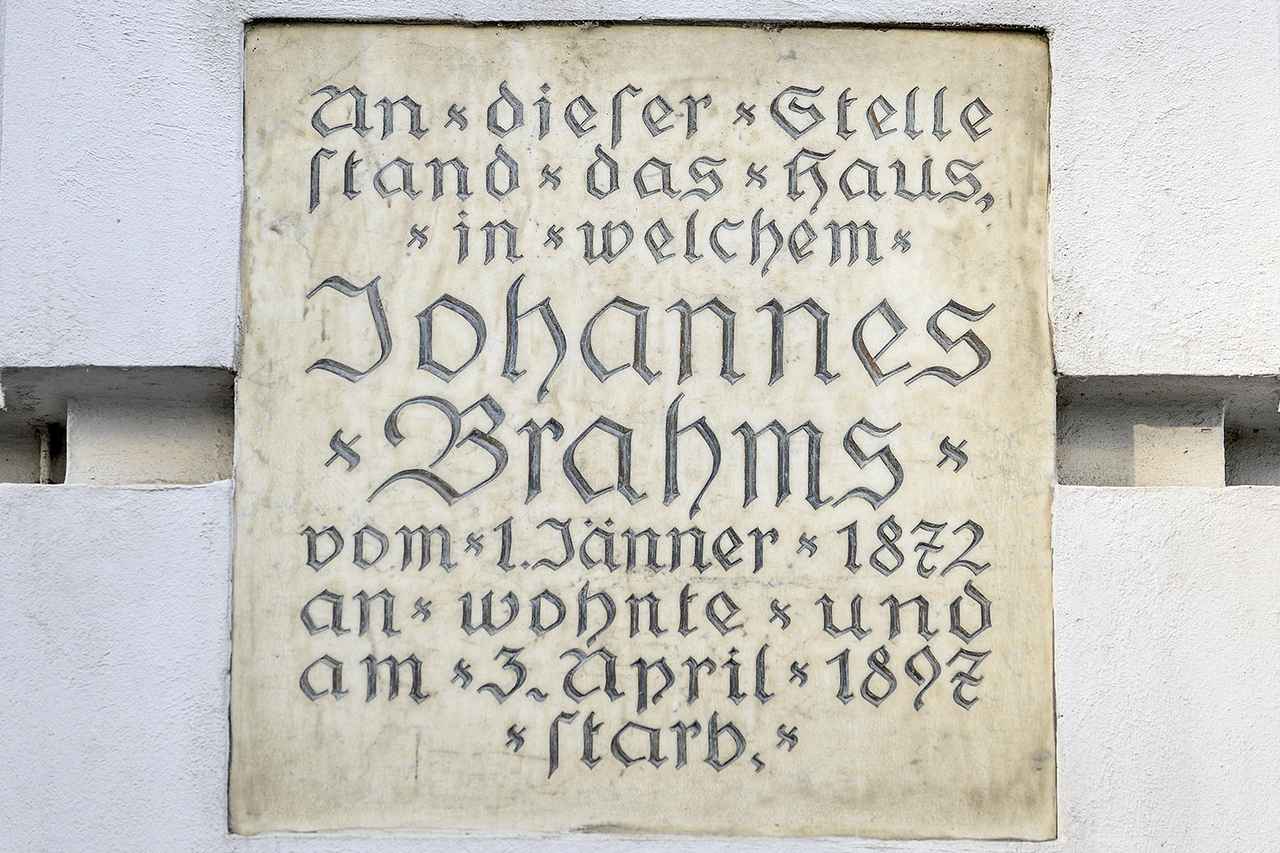 An × dieſer × Stelle
ſtand × das × Haus,
× in × welchem ×
Johannes
× Brahms ×
vom × 1. Jänner × 1872
an × wohnte × und
am × 3. April × 1897
× ſtarb. ×